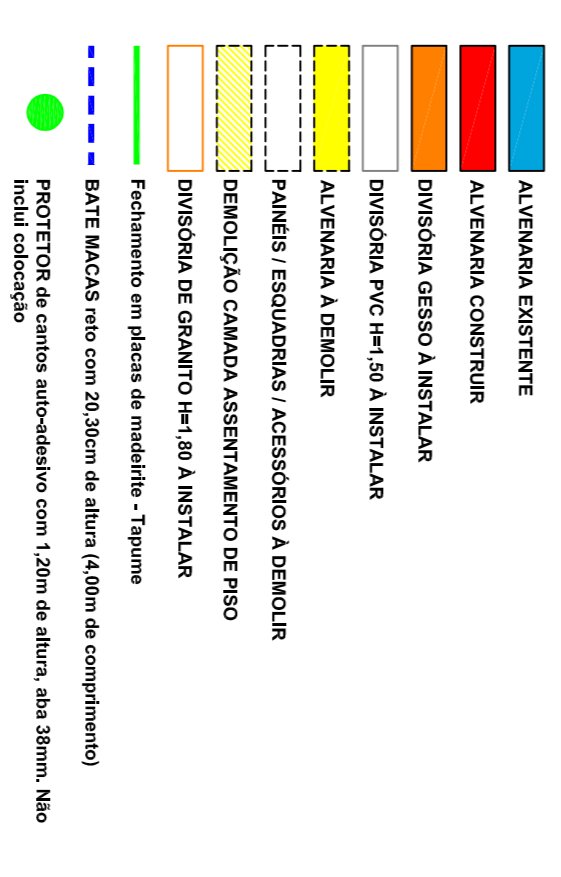 ALVENARIA EXISTENTE
ALVENARIA CONSTRUIR
DIVISÓRIA GESSO À INSTALAR
DIVISÓRIA PVC H=1,50 À INSTALAR
ALVENARIA À DEMOLIR
PAINÉIS / ESQUADRIAS / ACESSÓRIOS À DEMOLIR
DEMOLIÇÃO CAMADA ASSENTAMENTO DE PISO
DIVISÓRIA DE GRANITO H=1,80 À INSTALAR
Fechamento em placas de madeirite - Tapume
BATE MACAS reto com 20,30cm de altura (4,00m de comprimento)
PROTETOR de cantos auto-adesivo com 1,20m de altura, aba 38mm. Não
inclui colocação